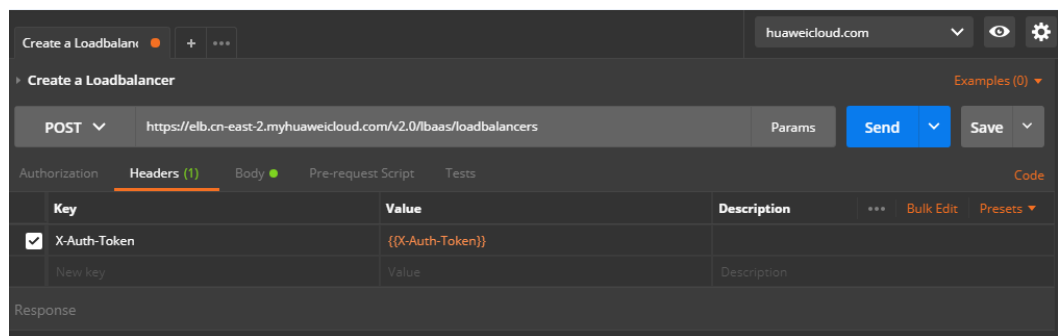 Create a Loadbalanc + ••• huaweicloud.com
Create a Loadbalancer Examples (0)
POST https://elb.cn-east-2.myhuaweicloud.com/v2.0/lbaas/loadbalancers Params Send Save
Authorization Headers (1) Body Pre-request Script Tests Code
Key Value Description ••• Bulk Edit Presets
X-Auth-Token {{X-Auth-Token}}
New key Value Description
Response